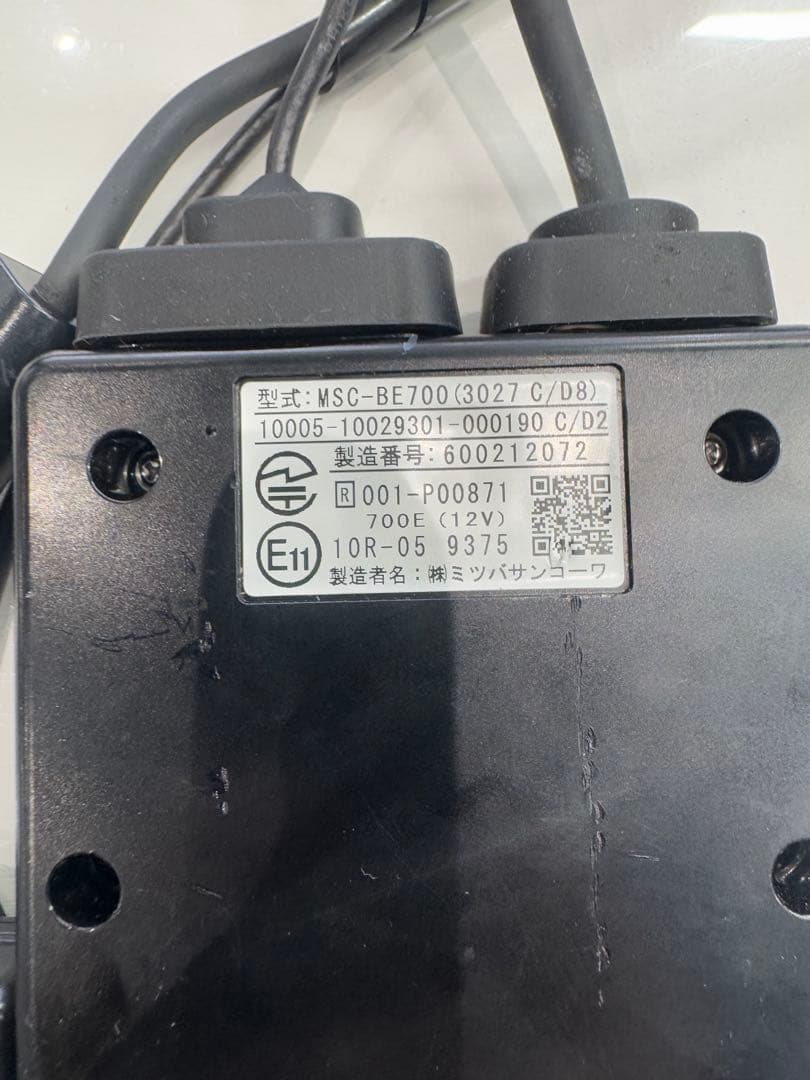 型式:MSC-BE700(3027 C/D8)
10005-10029301-000190 C/D2
製造番号:600212072
R 001-P00871
700E (12V)
E11 10R-05 9375
製造者名:㈱ミツバサンコーワ